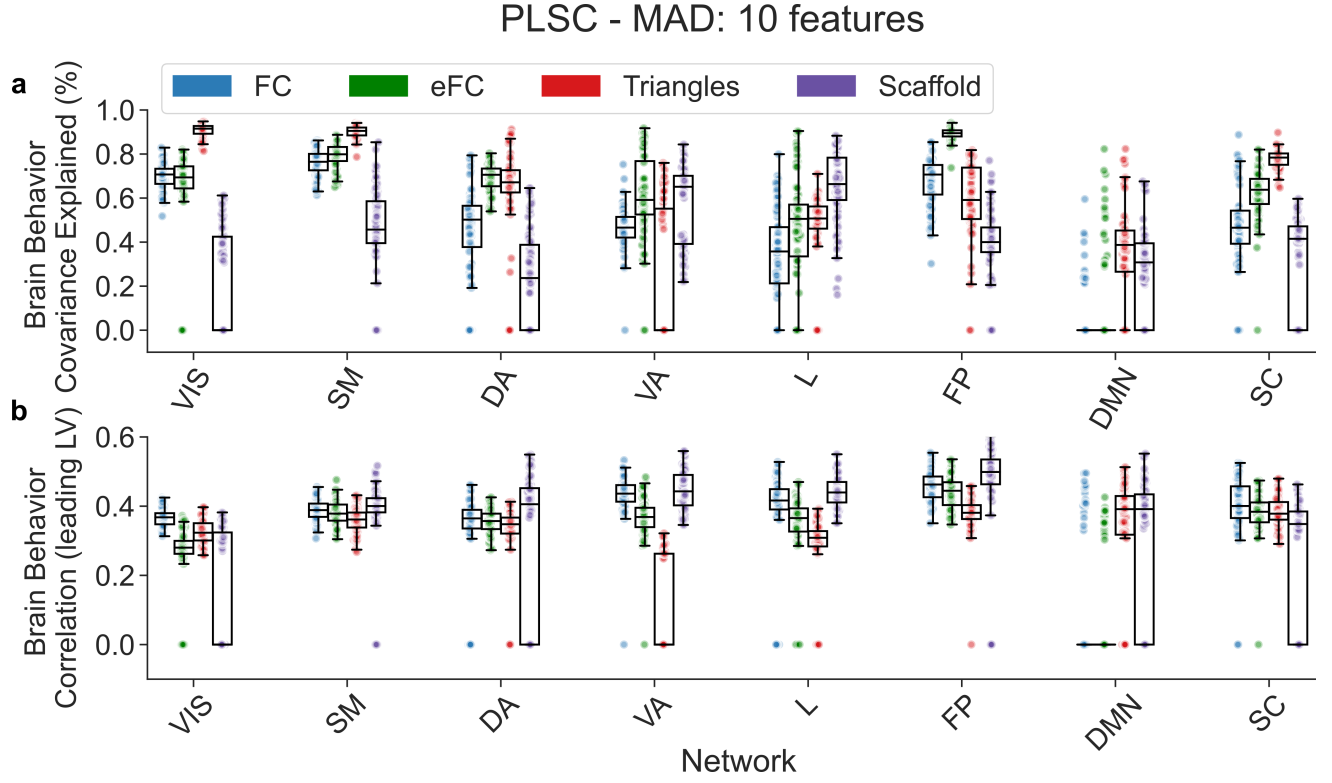 PLSC - MAD: 10 features
a
FC
eFC
Triangles
Scaffold
Brain Behavior
Covariance Explained (%)
1.0
0.8
0.6
0.4
0.2
0.0
VIS
SM
DA
VA
L
FP
DMN
SC
b
Brain Behavior
Correlation (leading LV)
0.6
0.4
0.2
0.0
VIS
SM
DA
VA
L
FP
DMN
SC
Network